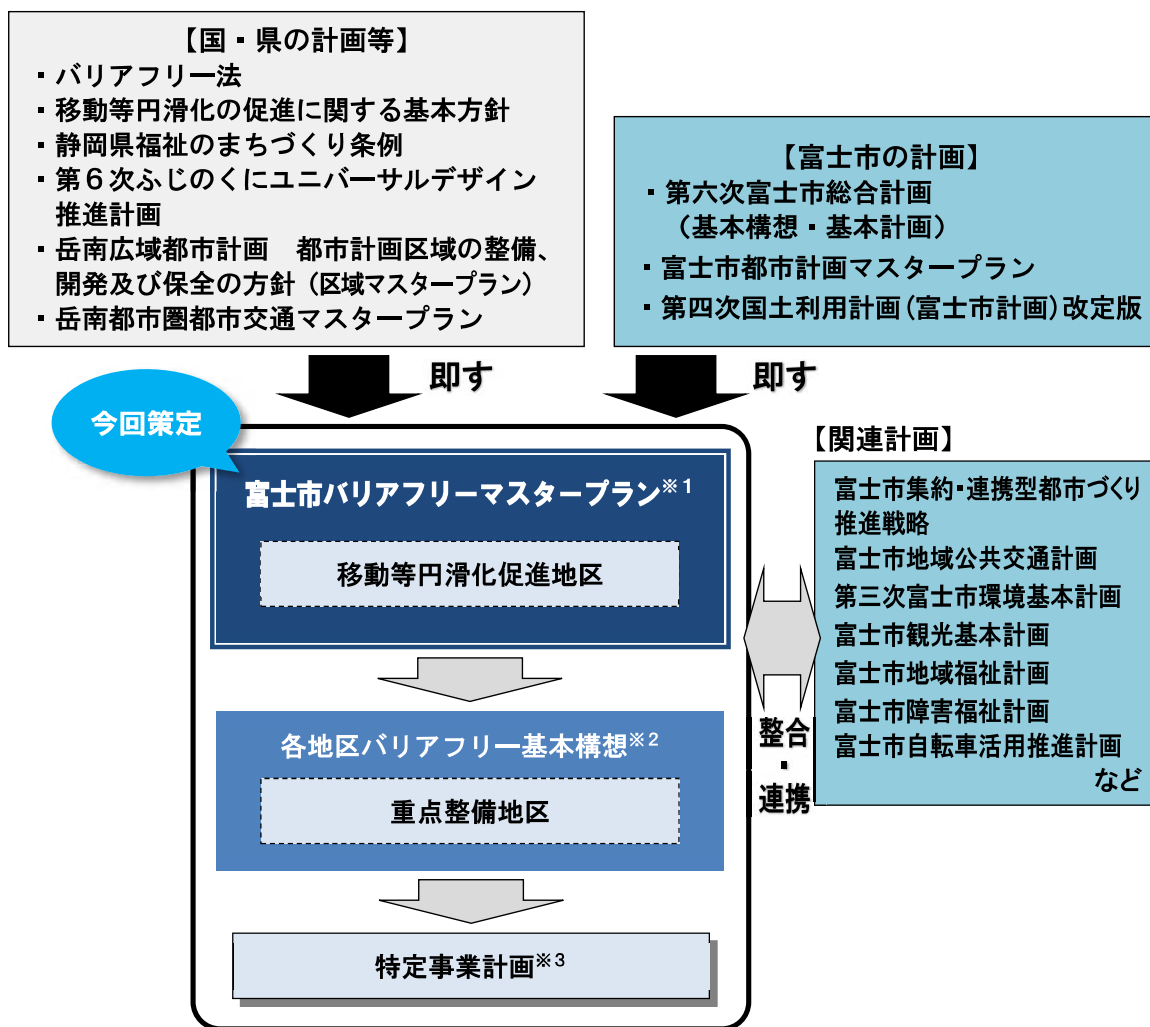 【国・県の計画等】
・バリアフリー法
・移動等円滑化の促進に関する基本方針
・静岡県福祉のまちづくり条例
・第６次ふじのくにユニバーサルデザイン
推進計画
・岳南広域都市計画　都市計画区域の整備、
開発及び保全の方針（区域マスタープラン）
・岳南都市圏都市交通マスタープラン
【富士市の計画】
・第六次富士市総合計画
（基本構想・基本計画）
・富士市都市計画マスタープラン
・第四次国土利用計画（富士市計画）改定版
即す
即す
今回策定
富士市バリアフリーマスタープラン※１
移動等円滑化促進地区
各地区バリアフリー基本構想※２
重点整備地区
特定事業計画※３
整合
・
連携
【関連計画】
富士市集約・連携型都市づくり
推進戦略
富士市地域公共交通計画
第三次富士市環境基本計画
富士市観光基本計画
富士市地域福祉計画
富士市障害福祉計画
富士市自転車活用推進計画
など